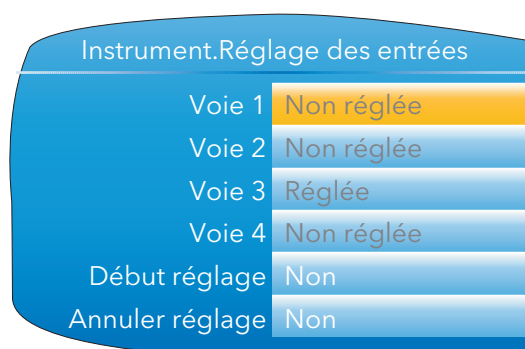 Instrument.Réglage des entrées
Voie 1 Non réglée
Voie 2 Non réglée
Voie 3 Réglée
Voie 4 Non réglée
Début réglage Non
Annuler réglage Non